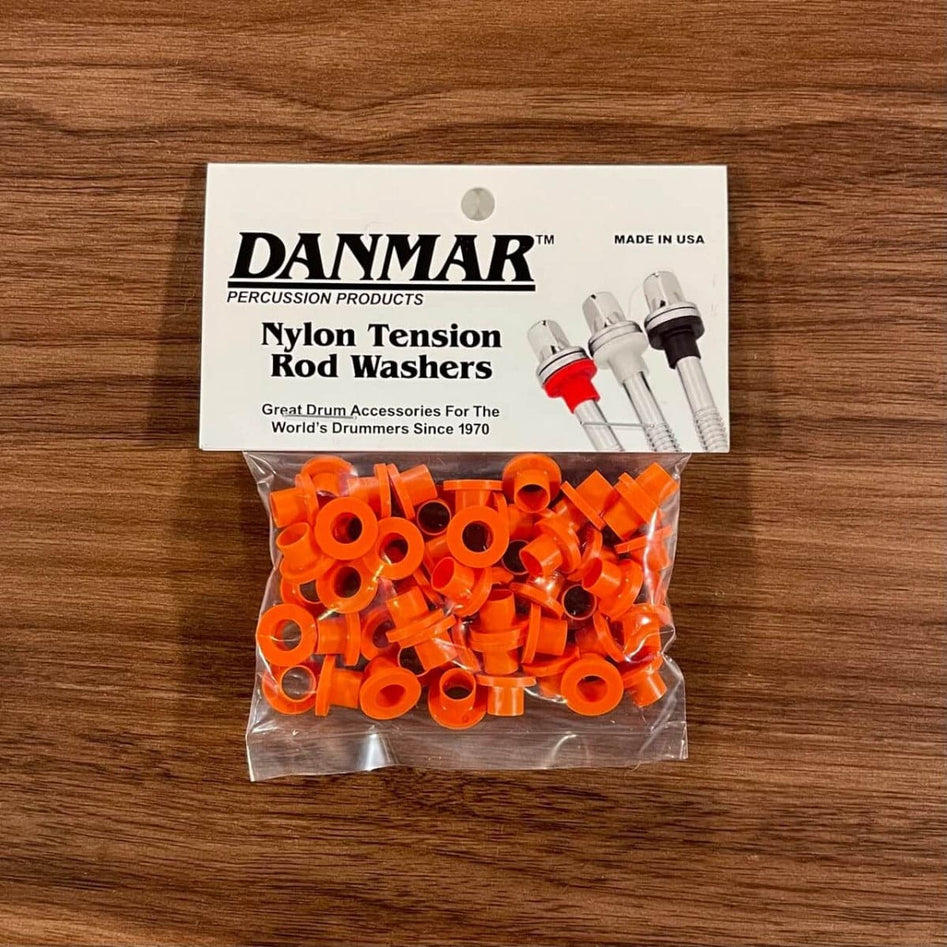 DANMAR™
MADE IN USA
PERCUSSION PRODUCTS
Nylon Tension
Rod Washers
Great Drum Accessories For The
World's Drummers Since 1970